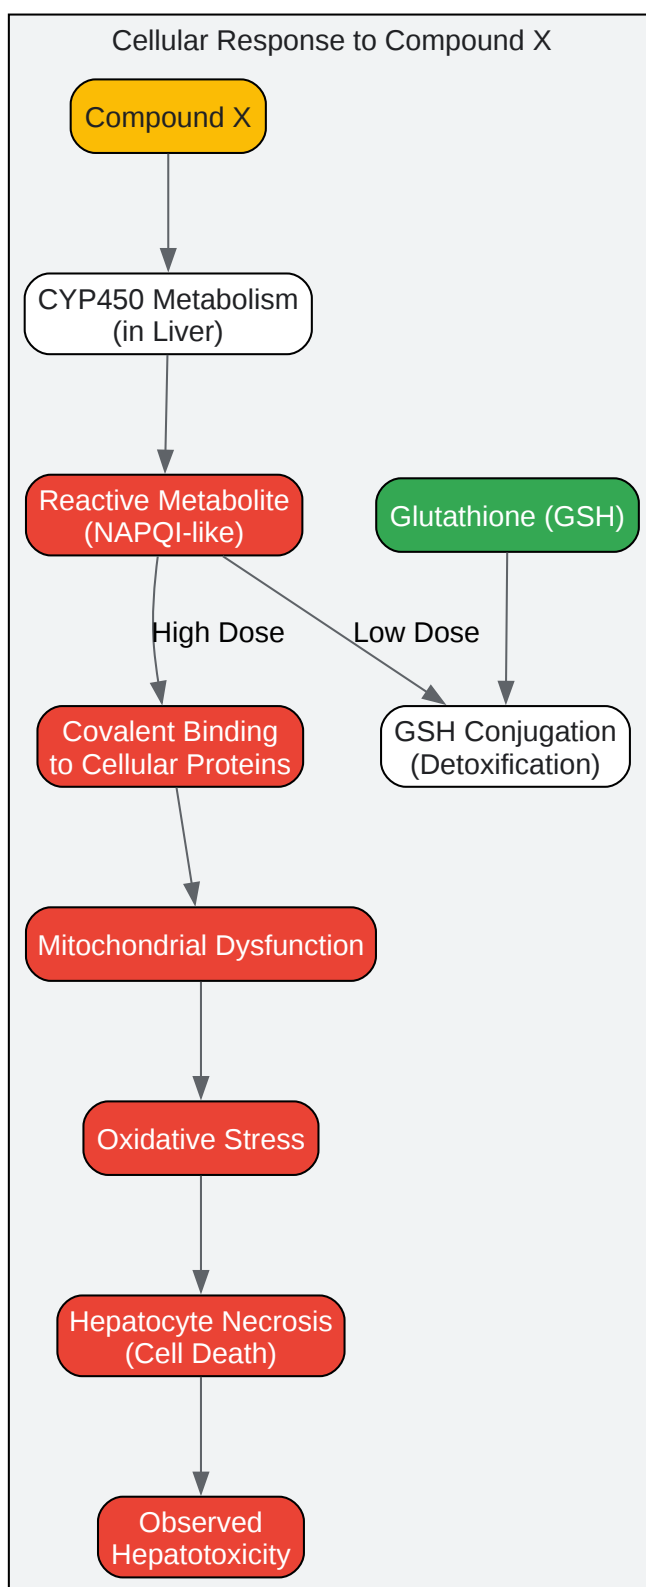 Cellular Response to Compound X
Compound X
CYP450 Metabolism
(in Liver)
Reactive Metabolite
(NAPQI-like)
Glutathione (GSH)
High Dose
Low Dose
Covalent Binding
to Cellular Proteins
GSH Conjugation
(Detoxification)
Mitochondrial Dysfunction
Oxidative Stress
Hepatocyte Necrosis
(Cell Death)
Observed
Hepatotoxicity